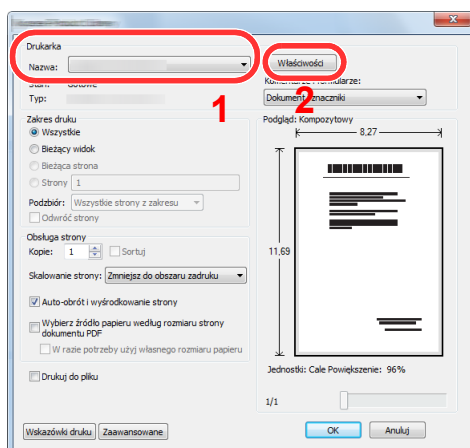 Drukarka
Nazwa:
Właściwości
Stan: Gotowe
Komentarze i formularze:
Typ:
1
2
Dokument i znaczniki
Zakres druku
Wszystkie
Bieżący widok
Bieżąca strona
Strony 1
Podzbiór: Wszystkie strony z zakresu
Odwróć strony
Podgląd: Kompozytowy
8,27
11,69
Obsługa strony
Kopie: 1 Sortuj
Skalowanie strony: Zmniejsz do obszaru zadruku
Auto-obrót i wyśrodkowanie strony
Wybierz źródło papieru według rozmiaru strony
dokumentu PDF
W razie potrzeby użyj własnego rozmiaru papieru
Drukuj do pliku
Jednostki: Cale Powiększenie: 96%
1/1
Wskazówki druku Zaawansowane
OK Anuluj